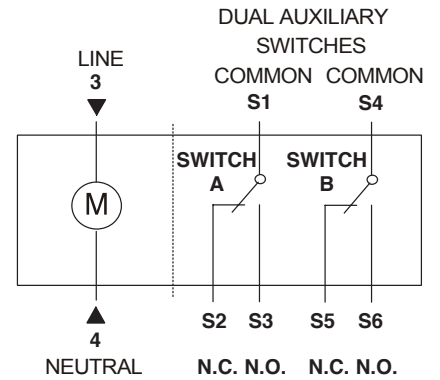 DUAL AUXILIARY
SWITCHES
LINE
COMMON COMMON
3
S1 S4
SWITCH SWITCH
A B
M
S2 S3 S5 S6
4
NEUTRAL
N.C. N.O. N.C. N.O.